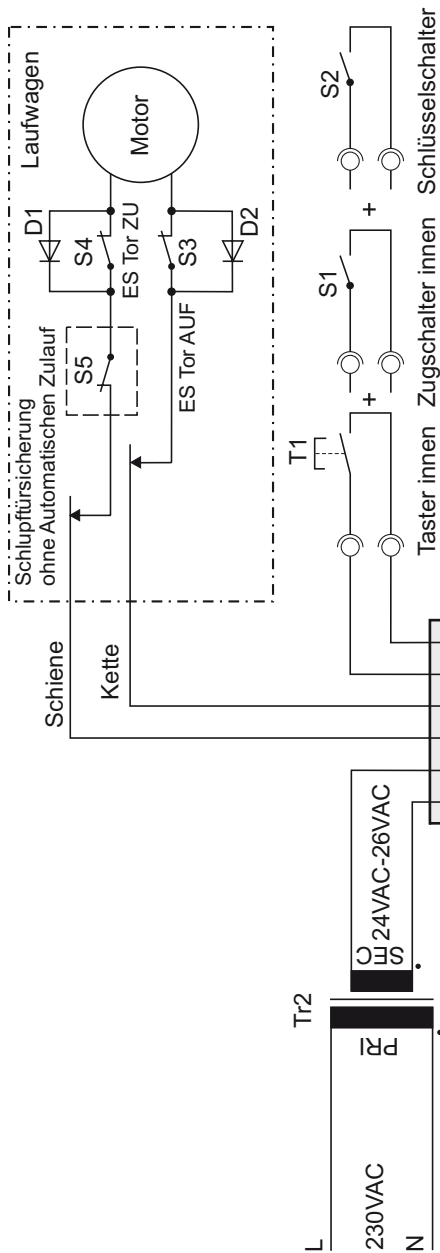 Laufwagen
Motor
D1
S4
ES Tor ZU
S3
D2
S5
ES Tor AUF
Schlupftürsicherung
ohne Automatischen Zulauf
Schiene
Kette
T1
Taster innen
+
S1
Zugschalter innen
+
S2
Schlüsselschalter
Tr2
PRI
SEC
24VAC-26VAC
L
230VAC
N